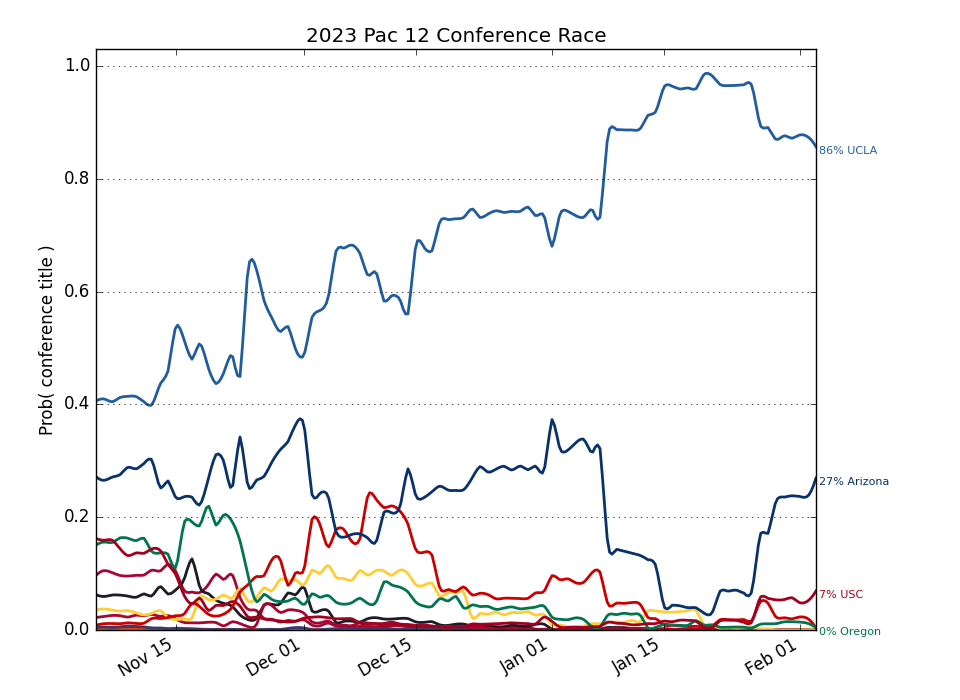 2023 Pac 12 Conference Race
Prob( conference title )
1.0
0.8
0.6
0.4
0.2
0.0
86% UCLA
27% Arizona
7% USC
0% Oregon
Nov 15
Dec 01
Dec 15
Jan 01
Jan 15
Feb 01